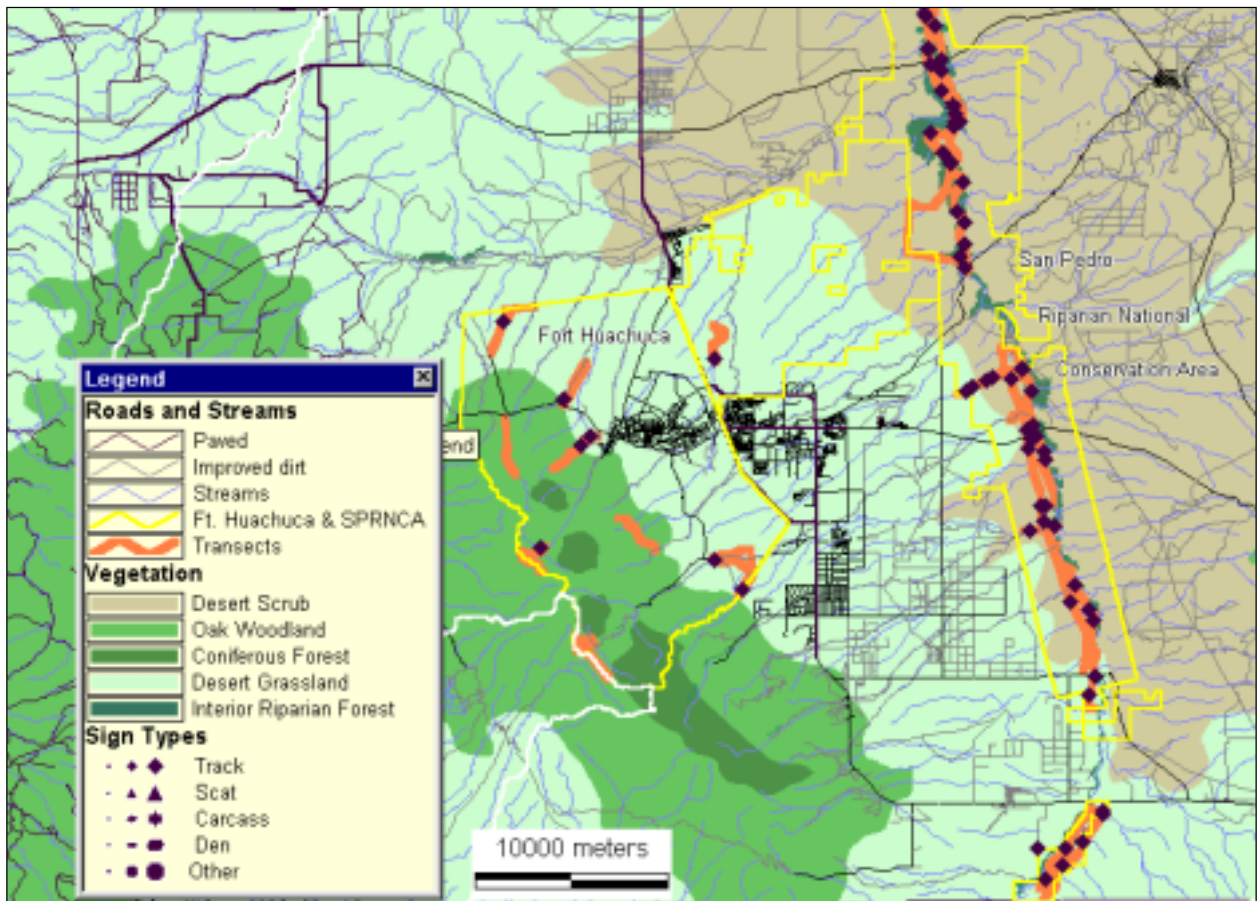 San Pedro
Riparian National
Conservation Area
Fort Huachuca
end
Legend
Roads and Streams
Paved
Improved dirt
Streams
Ft. Huachuca & SPRNCA
Transects
Vegetation
Desert Scrub
Oak Woodland
Coniferous Forest
Desert Grassland
Interior Riparian Forest
Sign Types
Track
Scat
Carcass
Den
Other
10000 meters